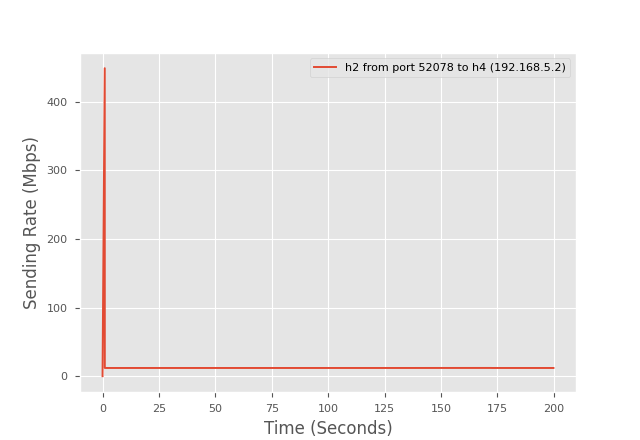 h2 from port 52078 to h4 (192.168.5.2)
400
300
200
100
0
Sending Rate (Mbps)
0 25 50 75 100 125 150 175 200
Time (Seconds)